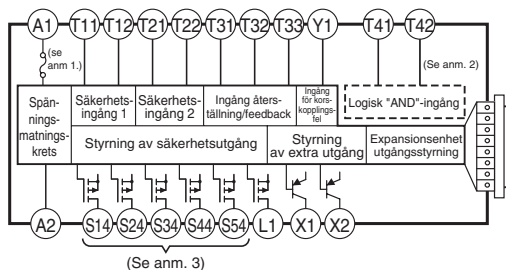 A1 T11 T12 T21 T22 T31 T32 T33 Y1 T41 T42
(se
anm 1.)
(Se anm. 2)
Spän-
nings-
matnings-
krets
Säkerhets-
ingång 1
Säkerhets-
ingång 2
Ingång åters-
tällning/feedback
Ingång
för kors-
kopplings-
fel
Logisk "AND"-ingång
Styrning av säkerhetsutgång
Styrning
av extra utgång
Expansionsenhet
utgångsstyrning
A2 S14 S24 S34 S44 S54 L1 X1 X2
(Se anm. 3)